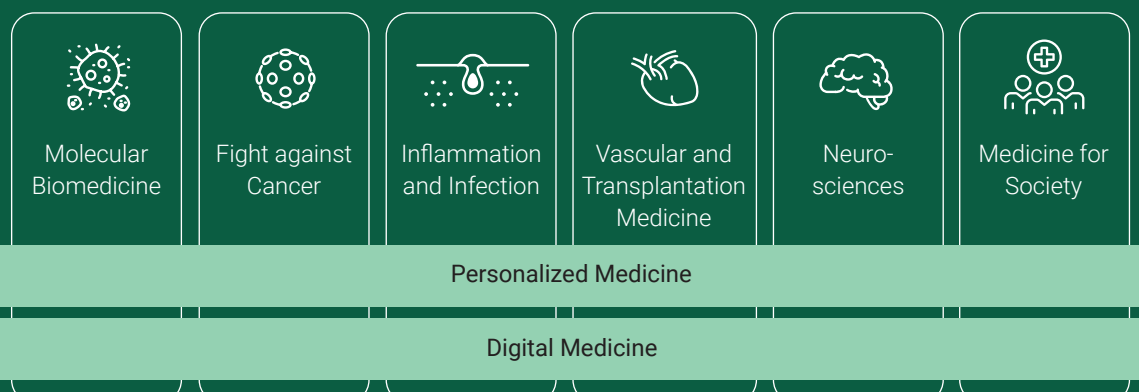 Molecular
Biomedicine
Fight against
Cancer
Inflammation
and Infection
Vascular and
Transplantation
Medicine
Neuro-
sciences
Medicine for
Society
Personalized Medicine
Digital Medicine